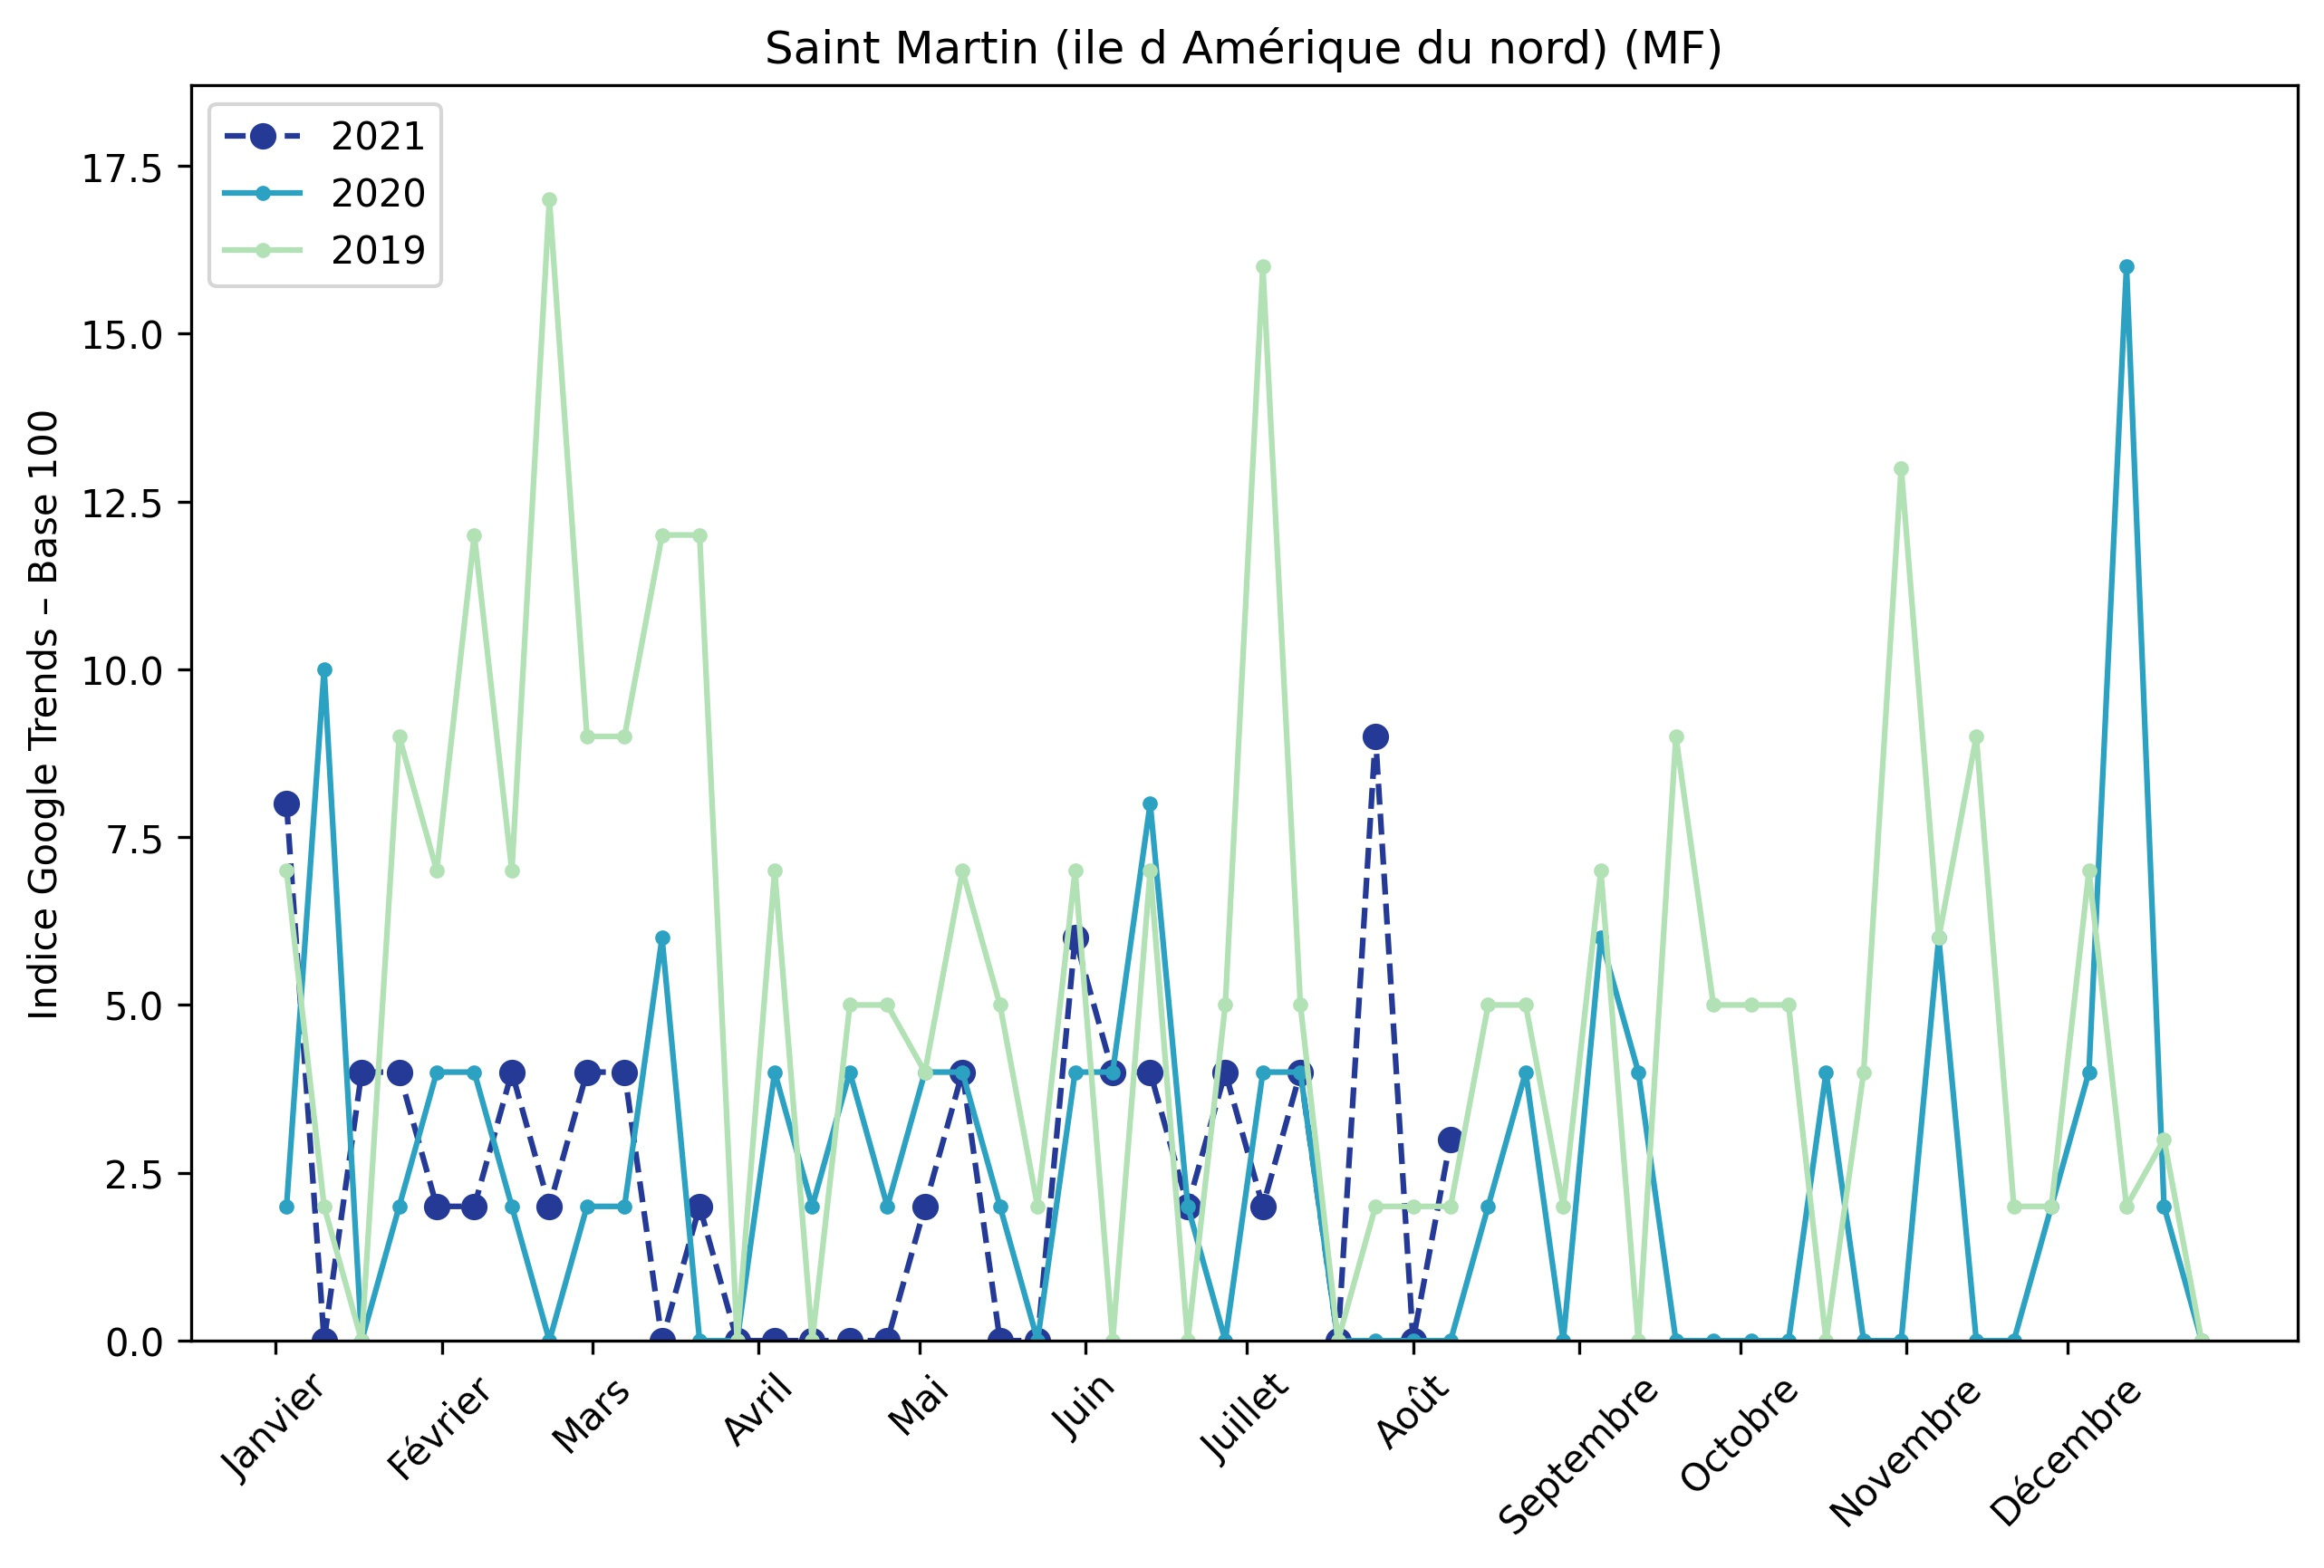 Saint Martin (ile d Amérique du nord) (MF)
2021
2020
2019
Indice Google Trends – Base 100
17.5
15.0
12.5
10.0
7.5
5.0
2.5
0.0
Janvier
Février
Mars
Avril
Mai
Juin
Juillet
Août
Septembre
Octobre
Novembre
Décembre